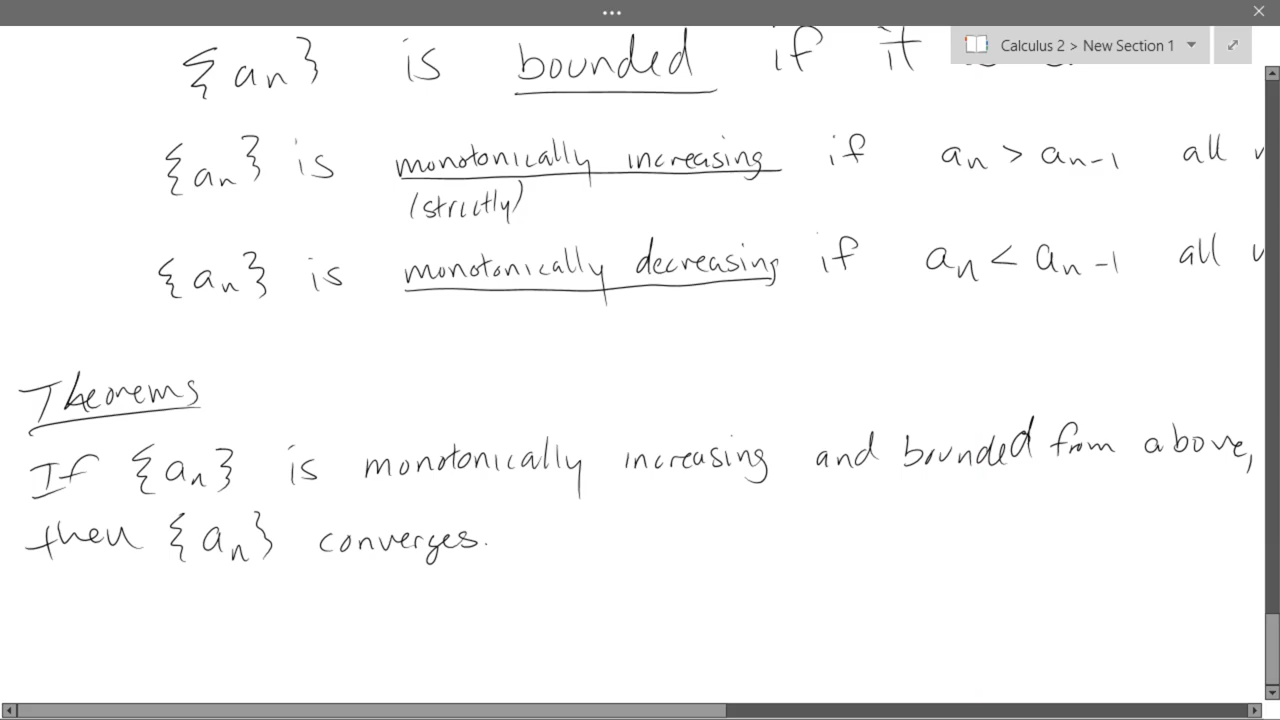 Calculus 2 > New Section 1
{aₙ} is bounded if it
{aₙ} is monotonically increasing if aₙ > aₙ₋₁ all
(strictly)
{aₙ} is monotonically decreasing if aₙ < aₙ₋₁ all
Theorems
If {aₙ} is monotonically increasing and bounded from above,
then {aₙ} converges.